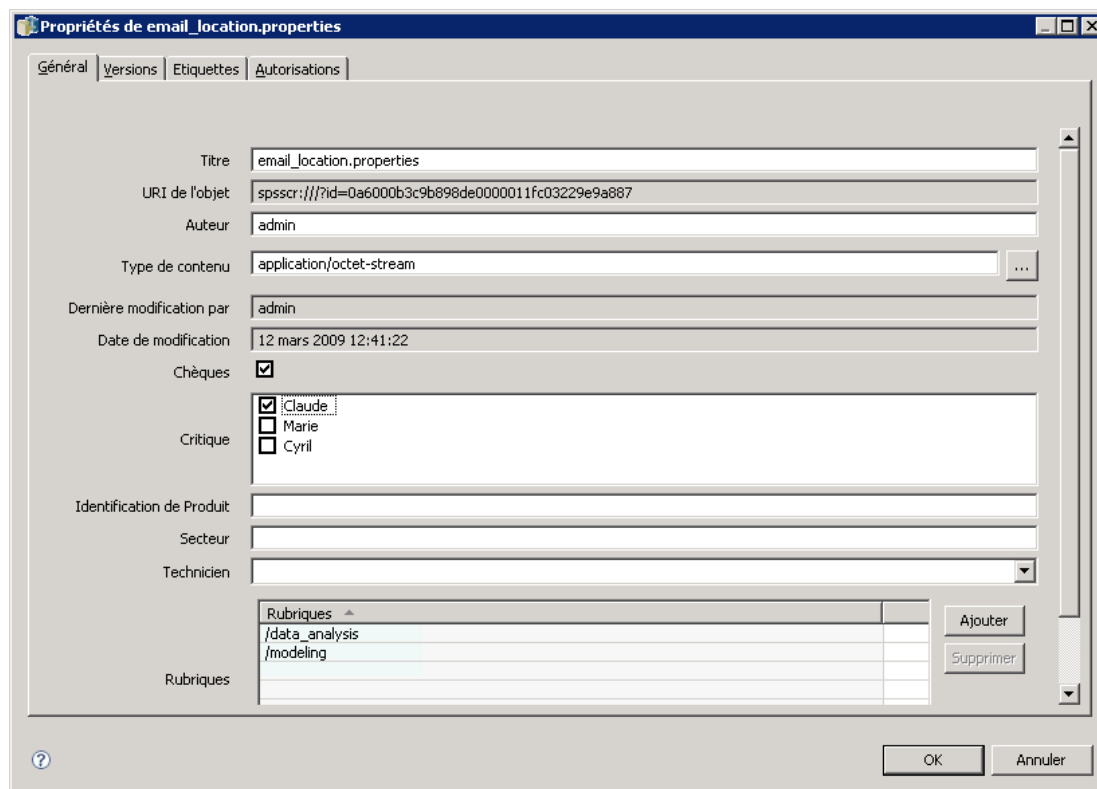 Propriétés de email_location.properties
Général Versions Etiquettes Autorisations
Titre email_location.properties
URI de l'objet spsscr:///?id=0a6000b3c9b898de0000011fc03229e9a887
Auteur admin
Type de contenu application/octet-stream ...
Dernière modification par admin
Date de modification 12 mars 2009 12:41:22
Chèques
Critique
Claude
Marie
Cyril
Identification de Produit
Secteur
Technicien
Rubriques
Rubriques
/data_analysis
/modeling
Ajouter
Supprimer
?
OK Annuler